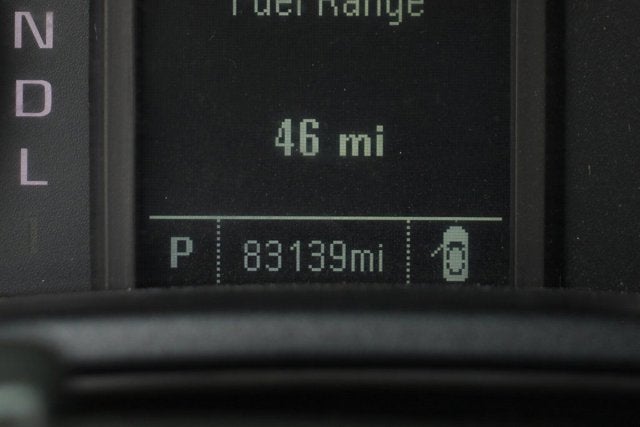 Fuel Range
N
D
46 mi
L
P 83139mi